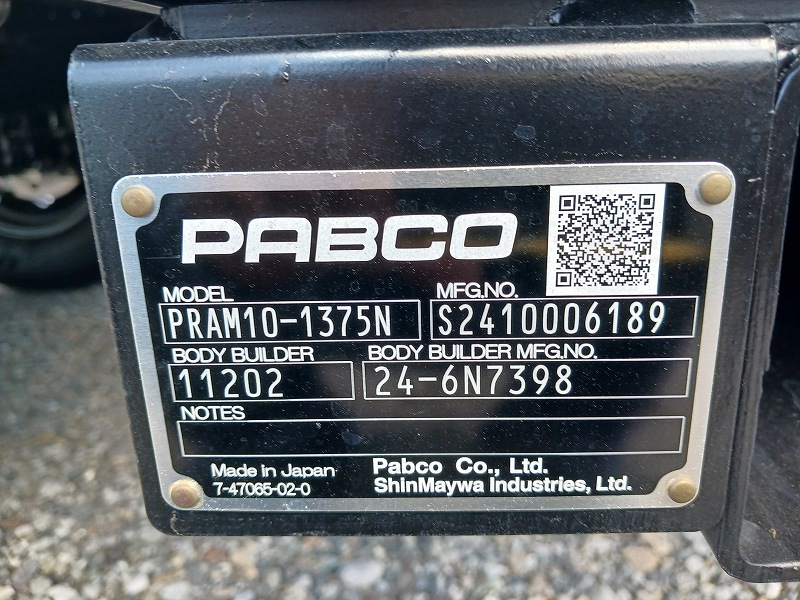 PABCO
MODEL MFG.NO.
PRAM10-1375N S2410006189
BODY BUILDER BODY BUILDER MFG.NO.
11202 24-6N7398
NOTES
Made in Japan Pabco Co., Ltd.
7-47065-02-0 ShinMaywa Industries, Ltd.